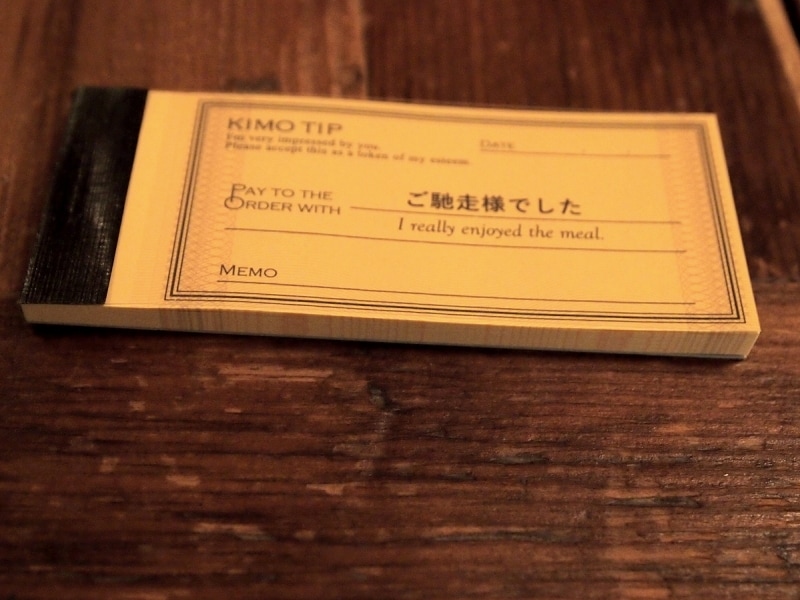 KIMO TIP
I'm very impressed by you.
Please accept this as a token of my esteem.
DATE
PAY TO THE
ORDER WITH
ご馳走様でした
I really enjoyed the meal.
MEMO